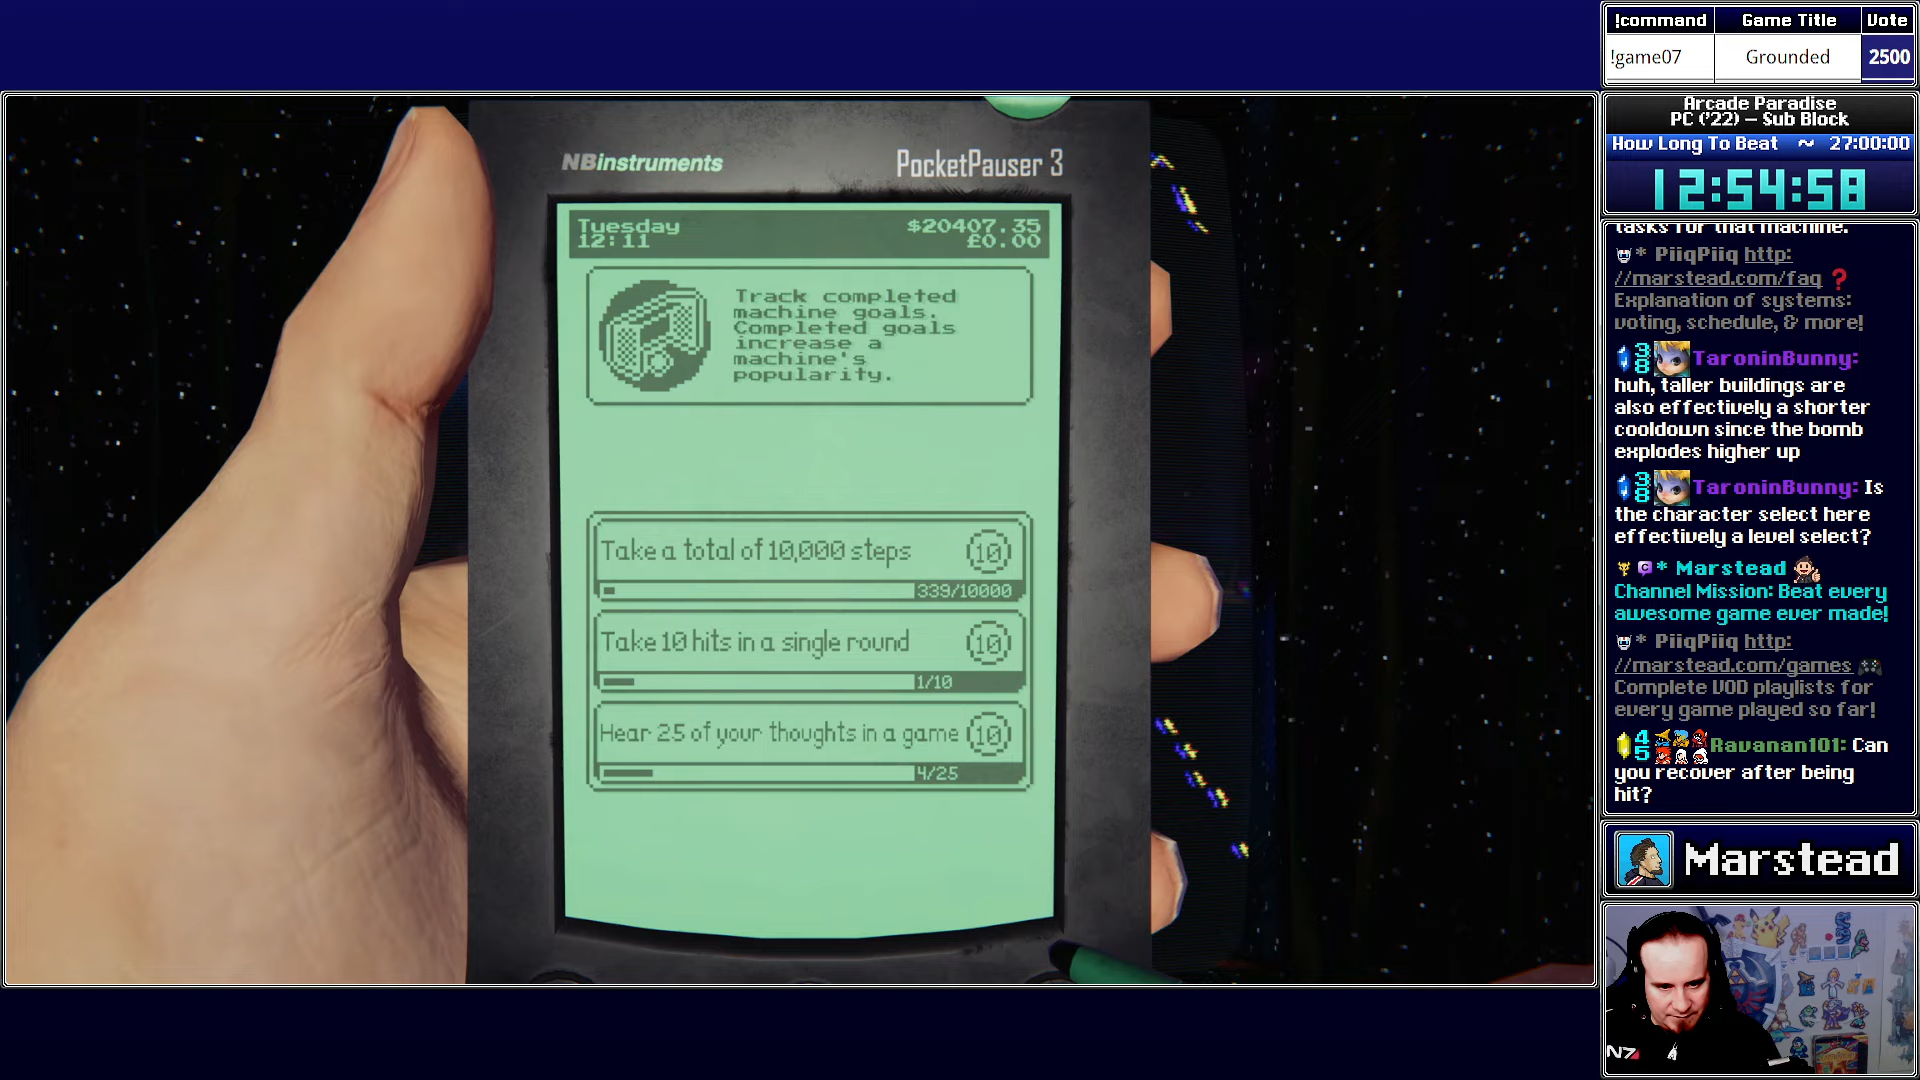 !command Game Title Vote
!game07 Grounded 2500
Arcade Paradise
PC ('22) – Sub Block
How Long To Beat ~ 27:00:00
12:54:58
NBinstruments
PocketPauser 3
Tuesday $20407.35
12:11 £0.00
Track completed
machine goals.
Completed goals
increase a
machine's
popularity.
Take a total of 10,000 steps 10
339/10000
Take 10 hits in a single round 10
1/10
Hear 25 of your thoughts in a game 10
4/25
tasks for that machine.
* PiiqPiiq http:
//marstead.com/faq ❓
Explanation of systems:
voting, schedule, & more!
38 TaroninBunny:
huh, taller buildings are
also effectively a shorter
cooldown since the bomb
explodes higher up
38 TaroninBunny: Is
the character select here
effectively a level select?
* Marstead
Channel Mission: Beat every
awesome game ever made!
* PiiqPiiq http:
//marstead.com/games
Complete VOD playlists for
every game played so far!
45 Ravanan101: Can
you recover after being
hit?
Marstead
N7